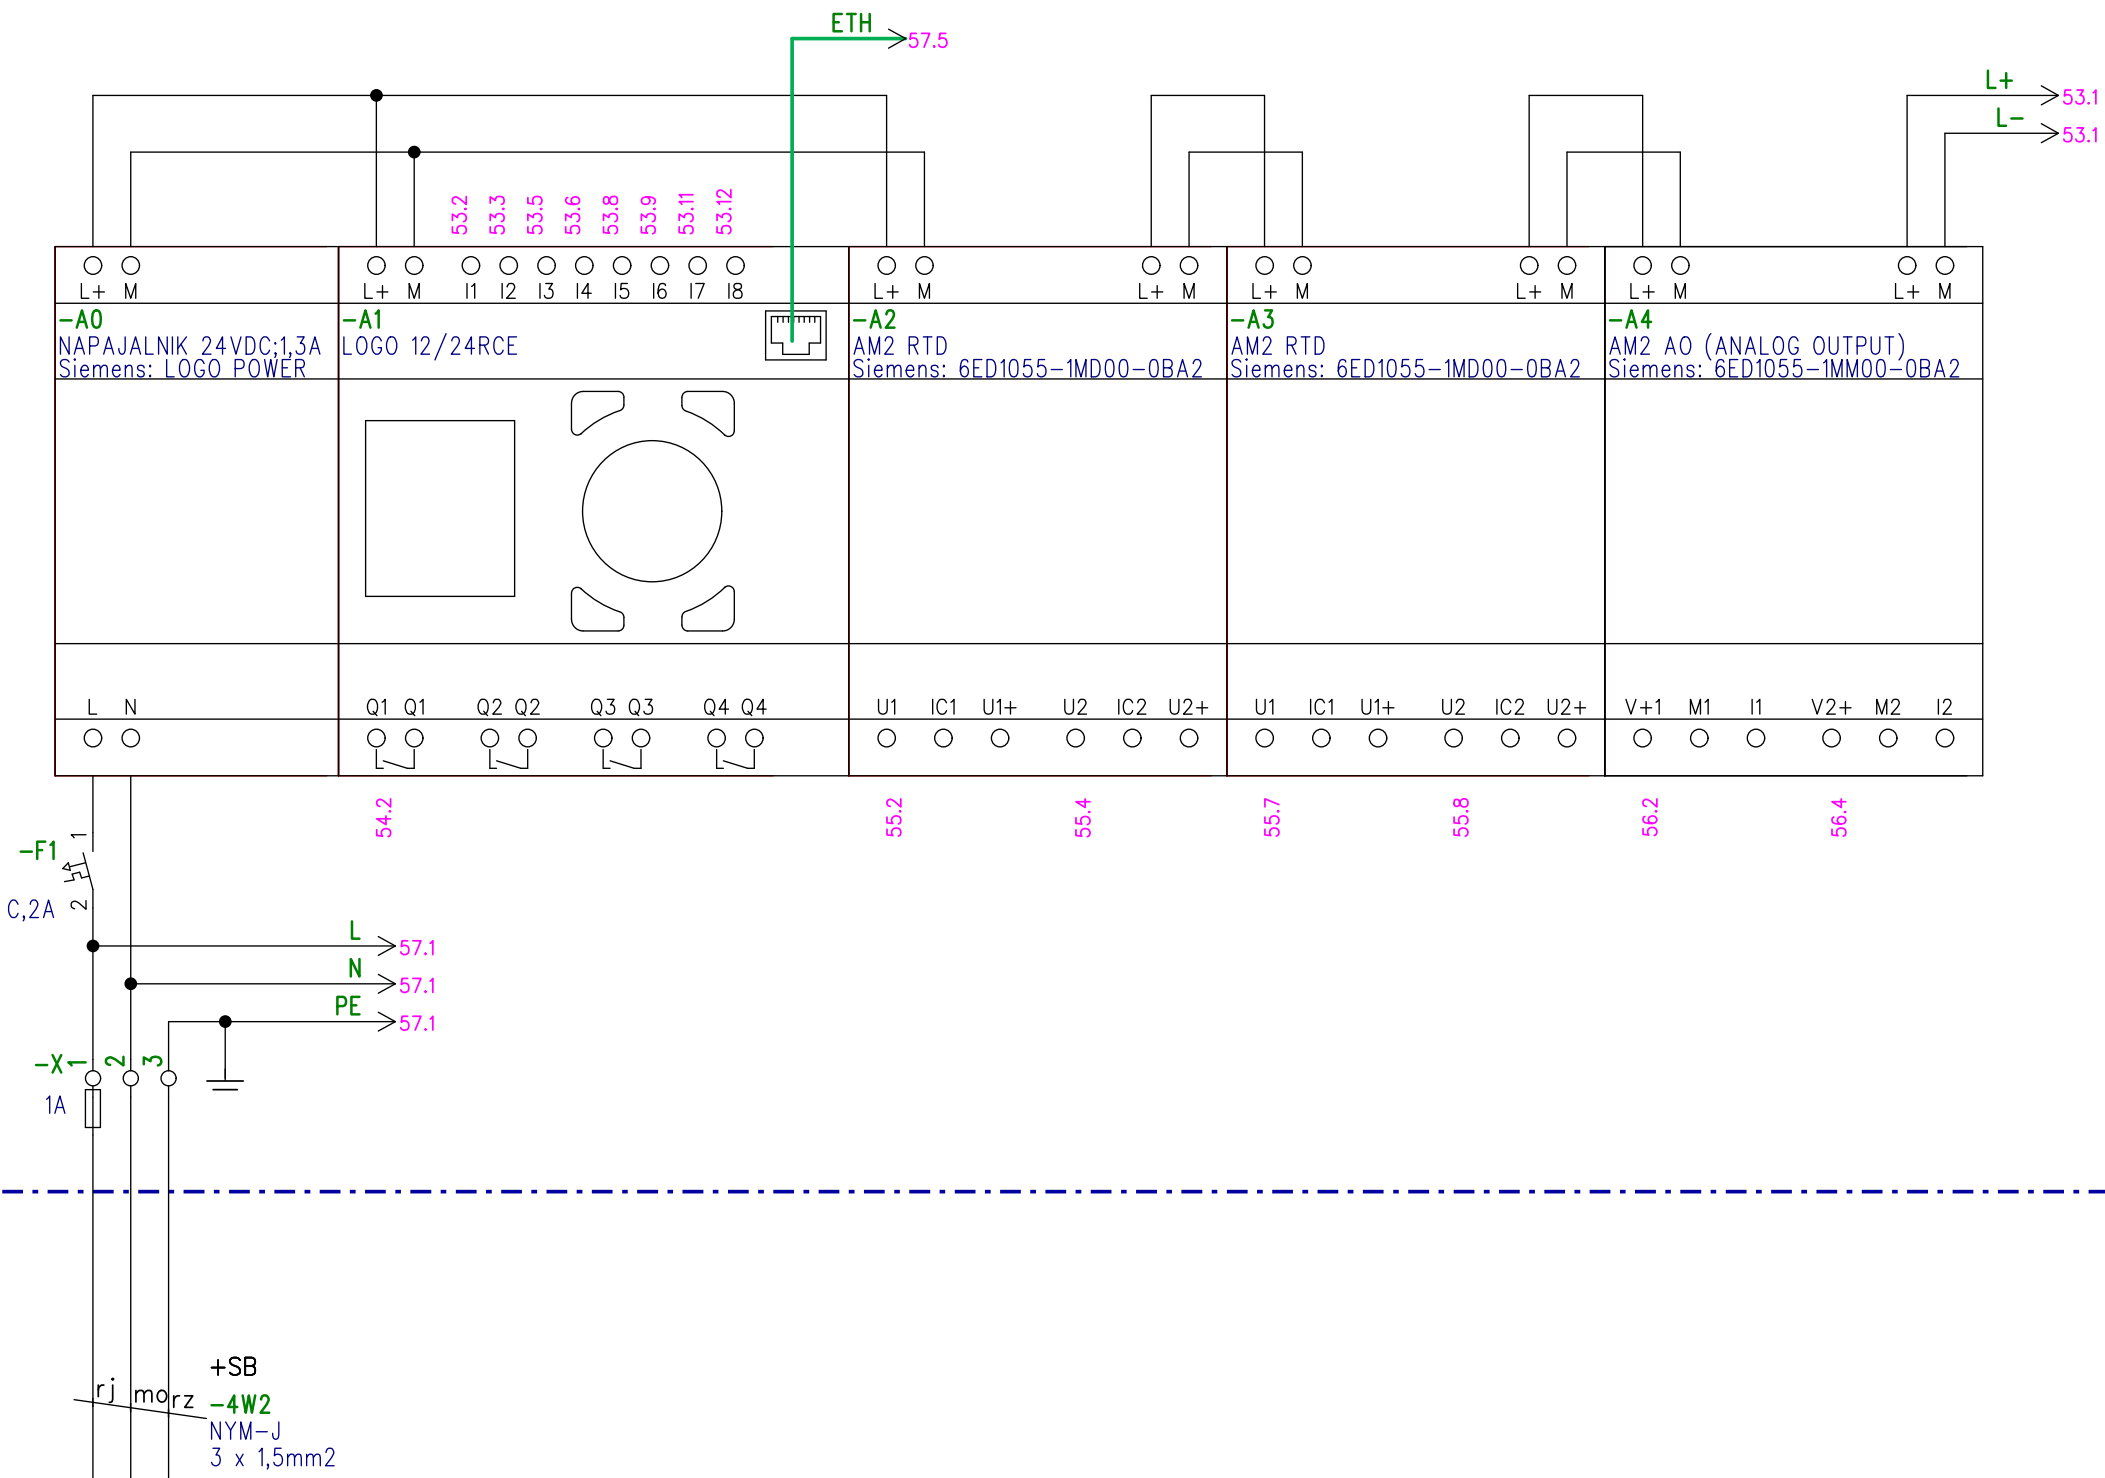 ETH
57.5
L+
53.1
L-
53.1
53.2 53.3 53.5 53.6 53.8 53.9 53.11 53.12
L+ M L+ M I1 I2 I3 I4 I5 I6 I7 I8 L+ M L+ M L+ M L+ M L+ M L+ M
-A0
NAPAJALNIK 24VDC;1,3A
Siemens: LOGO POWER
-A1
LOGO 12/24RCE
-A2
AM2 RTD
Siemens: 6ED1055-1MD00-0BA2
-A3
AM2 RTD
Siemens: 6ED1055-1MD00-0BA2
-A4
AM2 AO (ANALOG OUTPUT)
Siemens: 6ED1055-1MM00-0BA2
L N Q1 Q1 Q2 Q2 Q3 Q3 Q4 Q4 U1 IC1 U1+ U2 IC2 U2+ U1 IC1 U1+ U2 IC2 U2+ V+1 M1 I1 V2+ M2 I2
54.2 55.2 55.4 55.7 55.8 56.2 56.4
1
-F1
C,2A
2
L
57.1
N
57.1
PE
57.1
-X 1 2 3
1A
+SB
rj mo rz
-4W2
NYM-J
3 x 1,5mm2